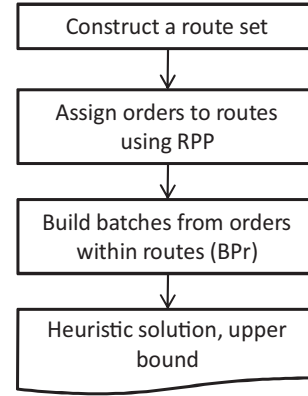 Construct a route set
Assign orders to routes
using RPP
Build batches from orders
within routes (BPr)
Heuristic solution, upper
bound